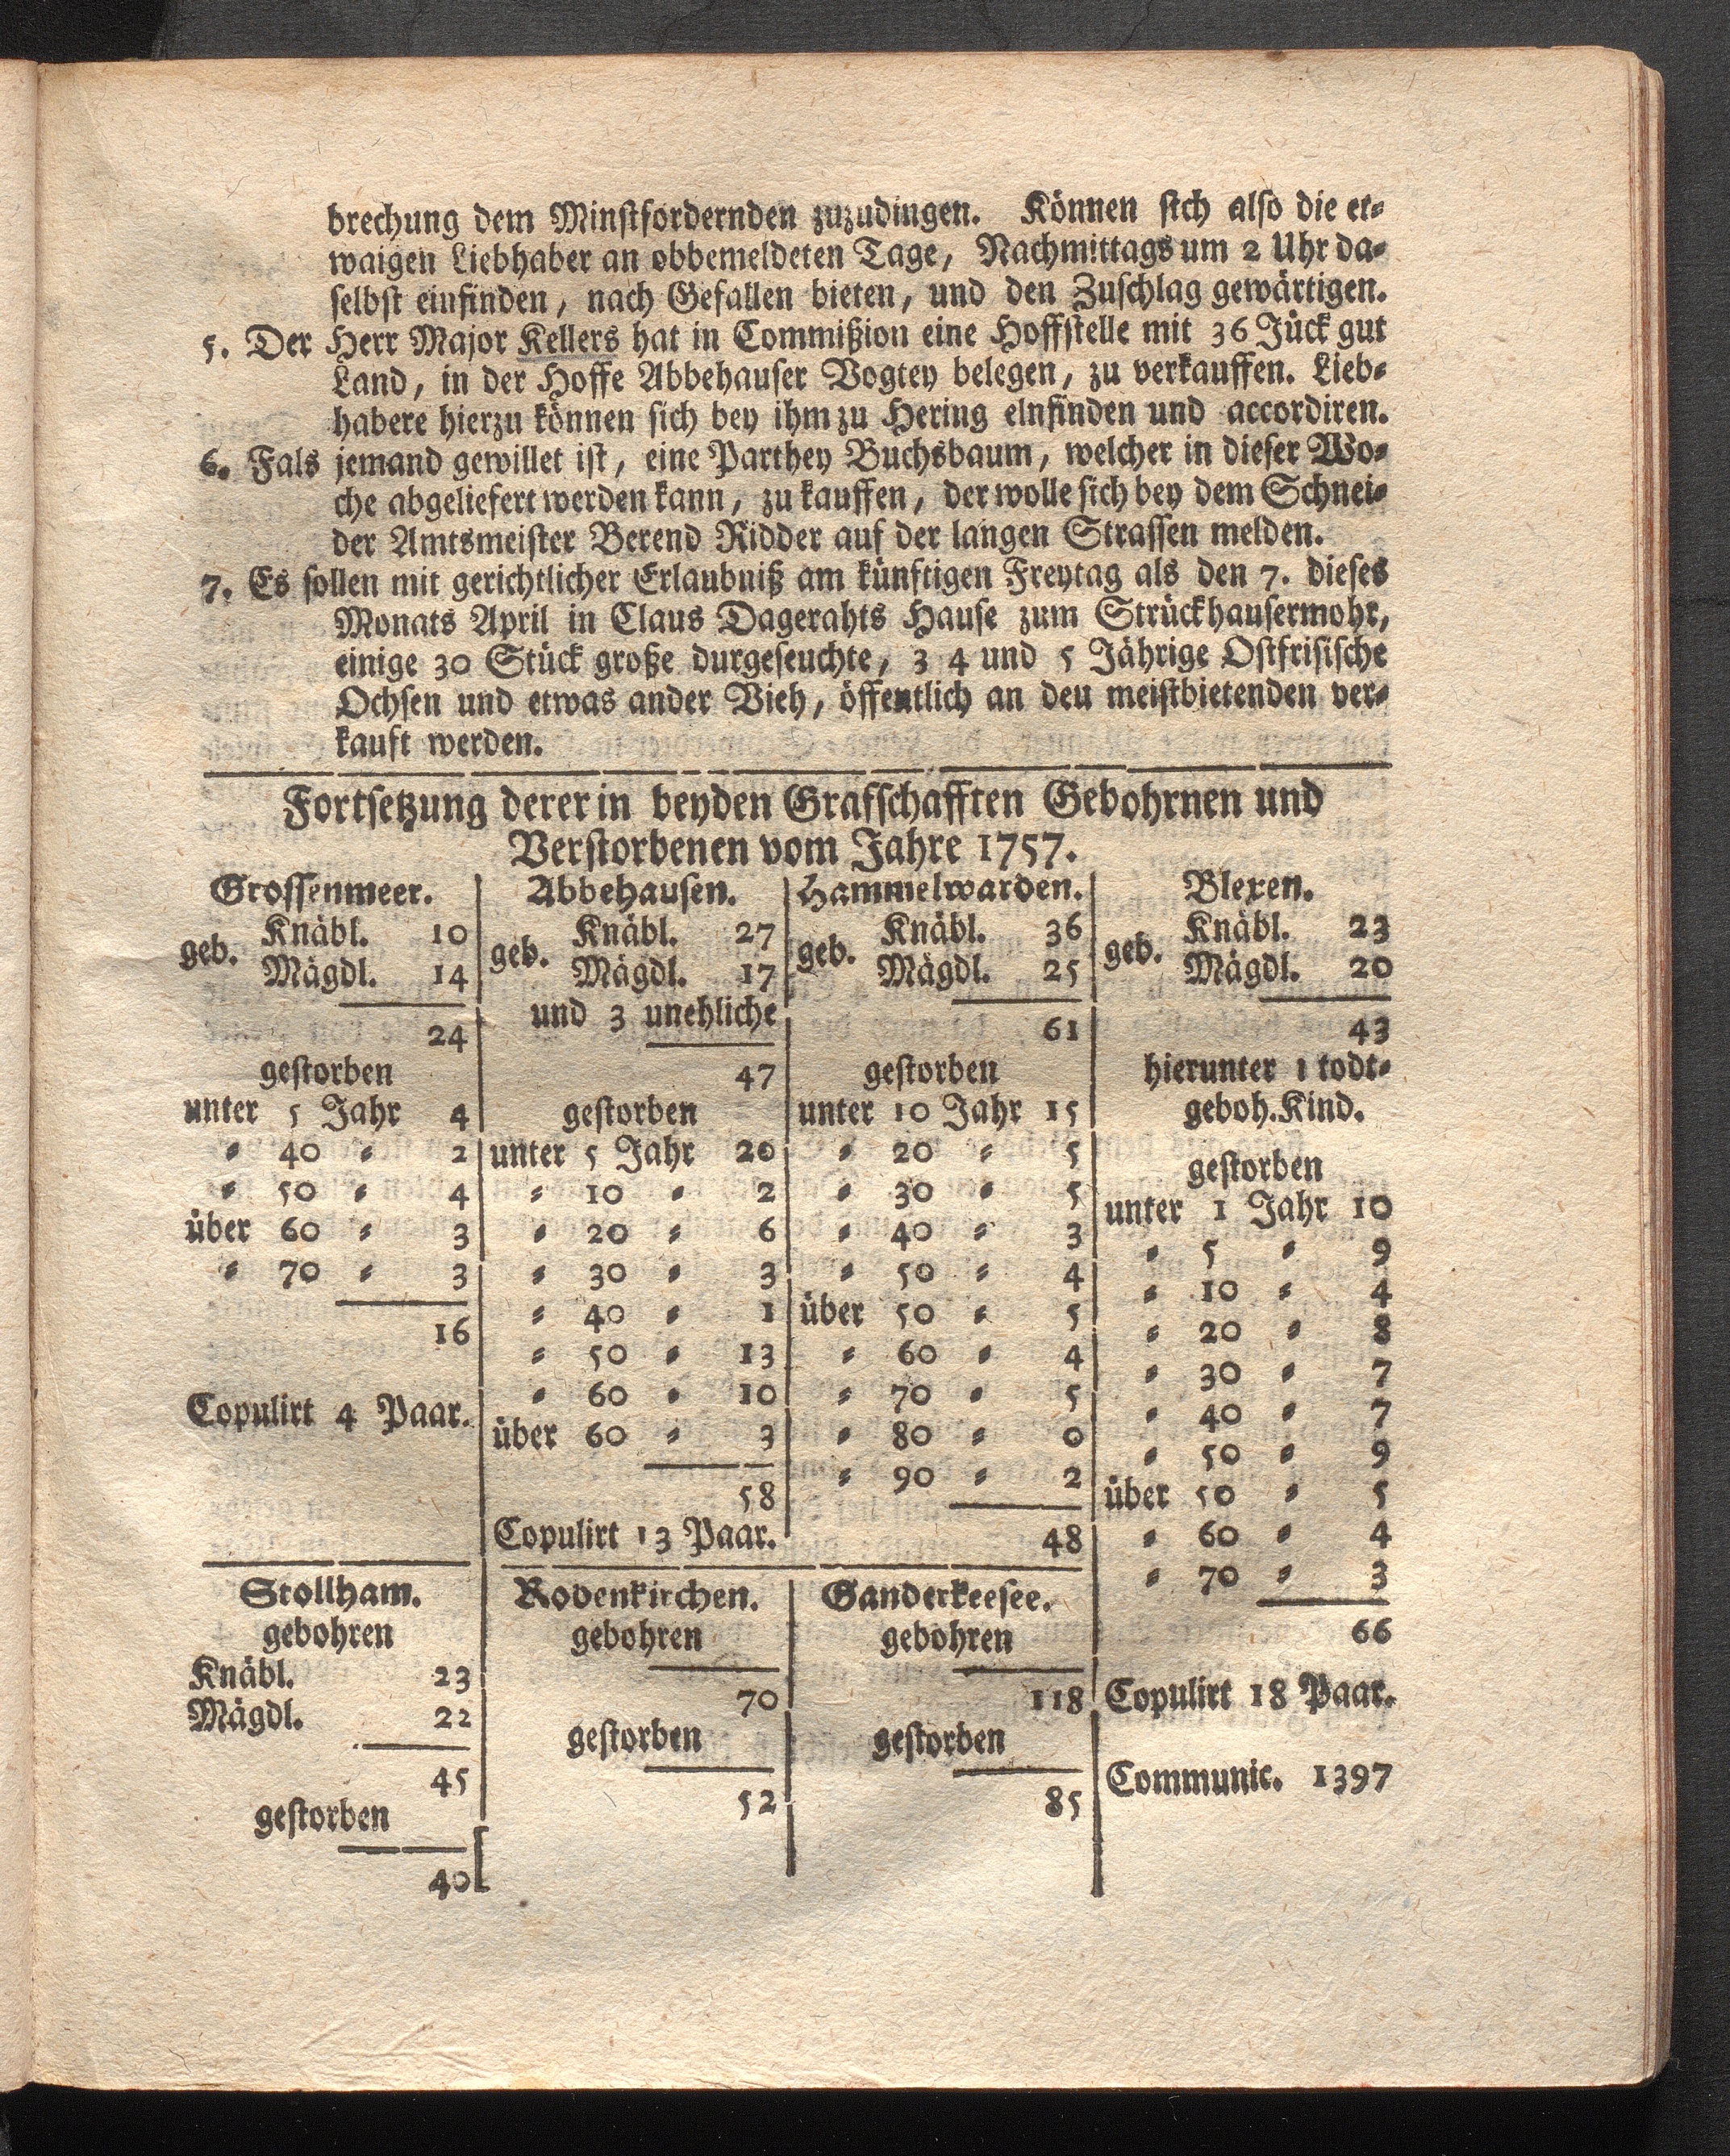 brechung dem Minstfordernden zuzudingen. Können sich also die et⸗
waigen Liebhaber an obbemeldeten Tage, Nachmittags um 2 Uhr da⸗
selbst einfinden, nach Gefallen bieten, und den Zuschlag gewärtigen.
5. Der Herr Major Kellers hat in Commißion eine Hoffstelle mit 36 Jück gut
Land, in der Hoffe Abbehauser Vogtey belegen, zu verkauffen. Lieb⸗
habere hierzu können sich bey ihm zu Hering elnfinden und accordiren.
6. Fals jemand gewillet ist, eine Parthey Buchsbaum, welcher in dieser Wo⸗
che abgeliefert werden kann, zu kauffen, der wolle sich bey dem Schnei⸗
der Amtsmeister Berend Ridder auf der langen Strassen melden.
7. Es sollen mit gerichtlicher Erlaubniß am künftigen Freytag als den 7. dieses
Monats April in Claus Dagerahts Hause zum Strückhausermohr,
einige 30 Stück große durgeseuchte, 3 4 und 5 Jährige Ostfrisische
Ochsen und etwas ander Vieh, öffentlich an deu meistbietenden ver⸗
kauft werden.
Fortsetzung derer in beyden Grafschafften Gebohrnen und
Verstorbenen vom Jahre 1757.
Grossenmeer.
geb. Knäbl. 10
Mägdl. 14
24
gestorben
unter 5 Jahr 4
⸗ 40 ⸗ 2
⸗ 50 ⸗ 4
über 60 ⸗ 3
⸗ 70 ⸗ 3
16
Copulirt 4 Paar.
Abbehausen.
geb. Knäbl. 27
Mägdl. 17
und 3 unehliche
47
gestorben
unter 5 Jahr 20
⸗ 10 ⸗ 2
⸗ 20 ⸗ 6
⸗ 30 ⸗ 3
⸗ 40 ⸗ 1
⸗ 50 ⸗ 13
⸗ 60 ⸗ 10
über 60 ⸗ 3
58
Copulirt 13 Paar.
Hammelwarden.
geb. Knäbl. 36
Mägdl. 25
61
gestorben
unter 10 Jahr 15
⸗ 20 ⸗ 5
⸗ 30 ⸗ 5
⸗ 40 ⸗ 3
⸗ 50 ⸗ 4
über 50 ⸗ 5
⸗ 60 ⸗ 4
⸗ 70 ⸗ 5
⸗ 80 ⸗ 0
⸗ 90 ⸗ 2
48
Blexen.
geb. Knäbl. 23
Mägdl. 20
43
hierunter 1 todt⸗
geboh. Kind.
gestorben
unter 1 Jahr 10
⸗ 5 ⸗ 9
⸗ 10 ⸗ 4
⸗ 20 ⸗ 8
⸗ 30 ⸗ 7
⸗ 40 ⸗ 7
⸗ 50 ⸗ 9
über 50 ⸗ 5
⸗ 60 ⸗ 4
⸗ 70 ⸗ 3
66
Copulirt 18 Paar.
Communic. 1397
Stollham.
gebohren
Knäbl. 23
Mägdl. 22
45
gestorben
40
Rodenkirchen.
gebohren
70
gestorben
52
Ganderkeesee.
gebohren
118
gestorben
85